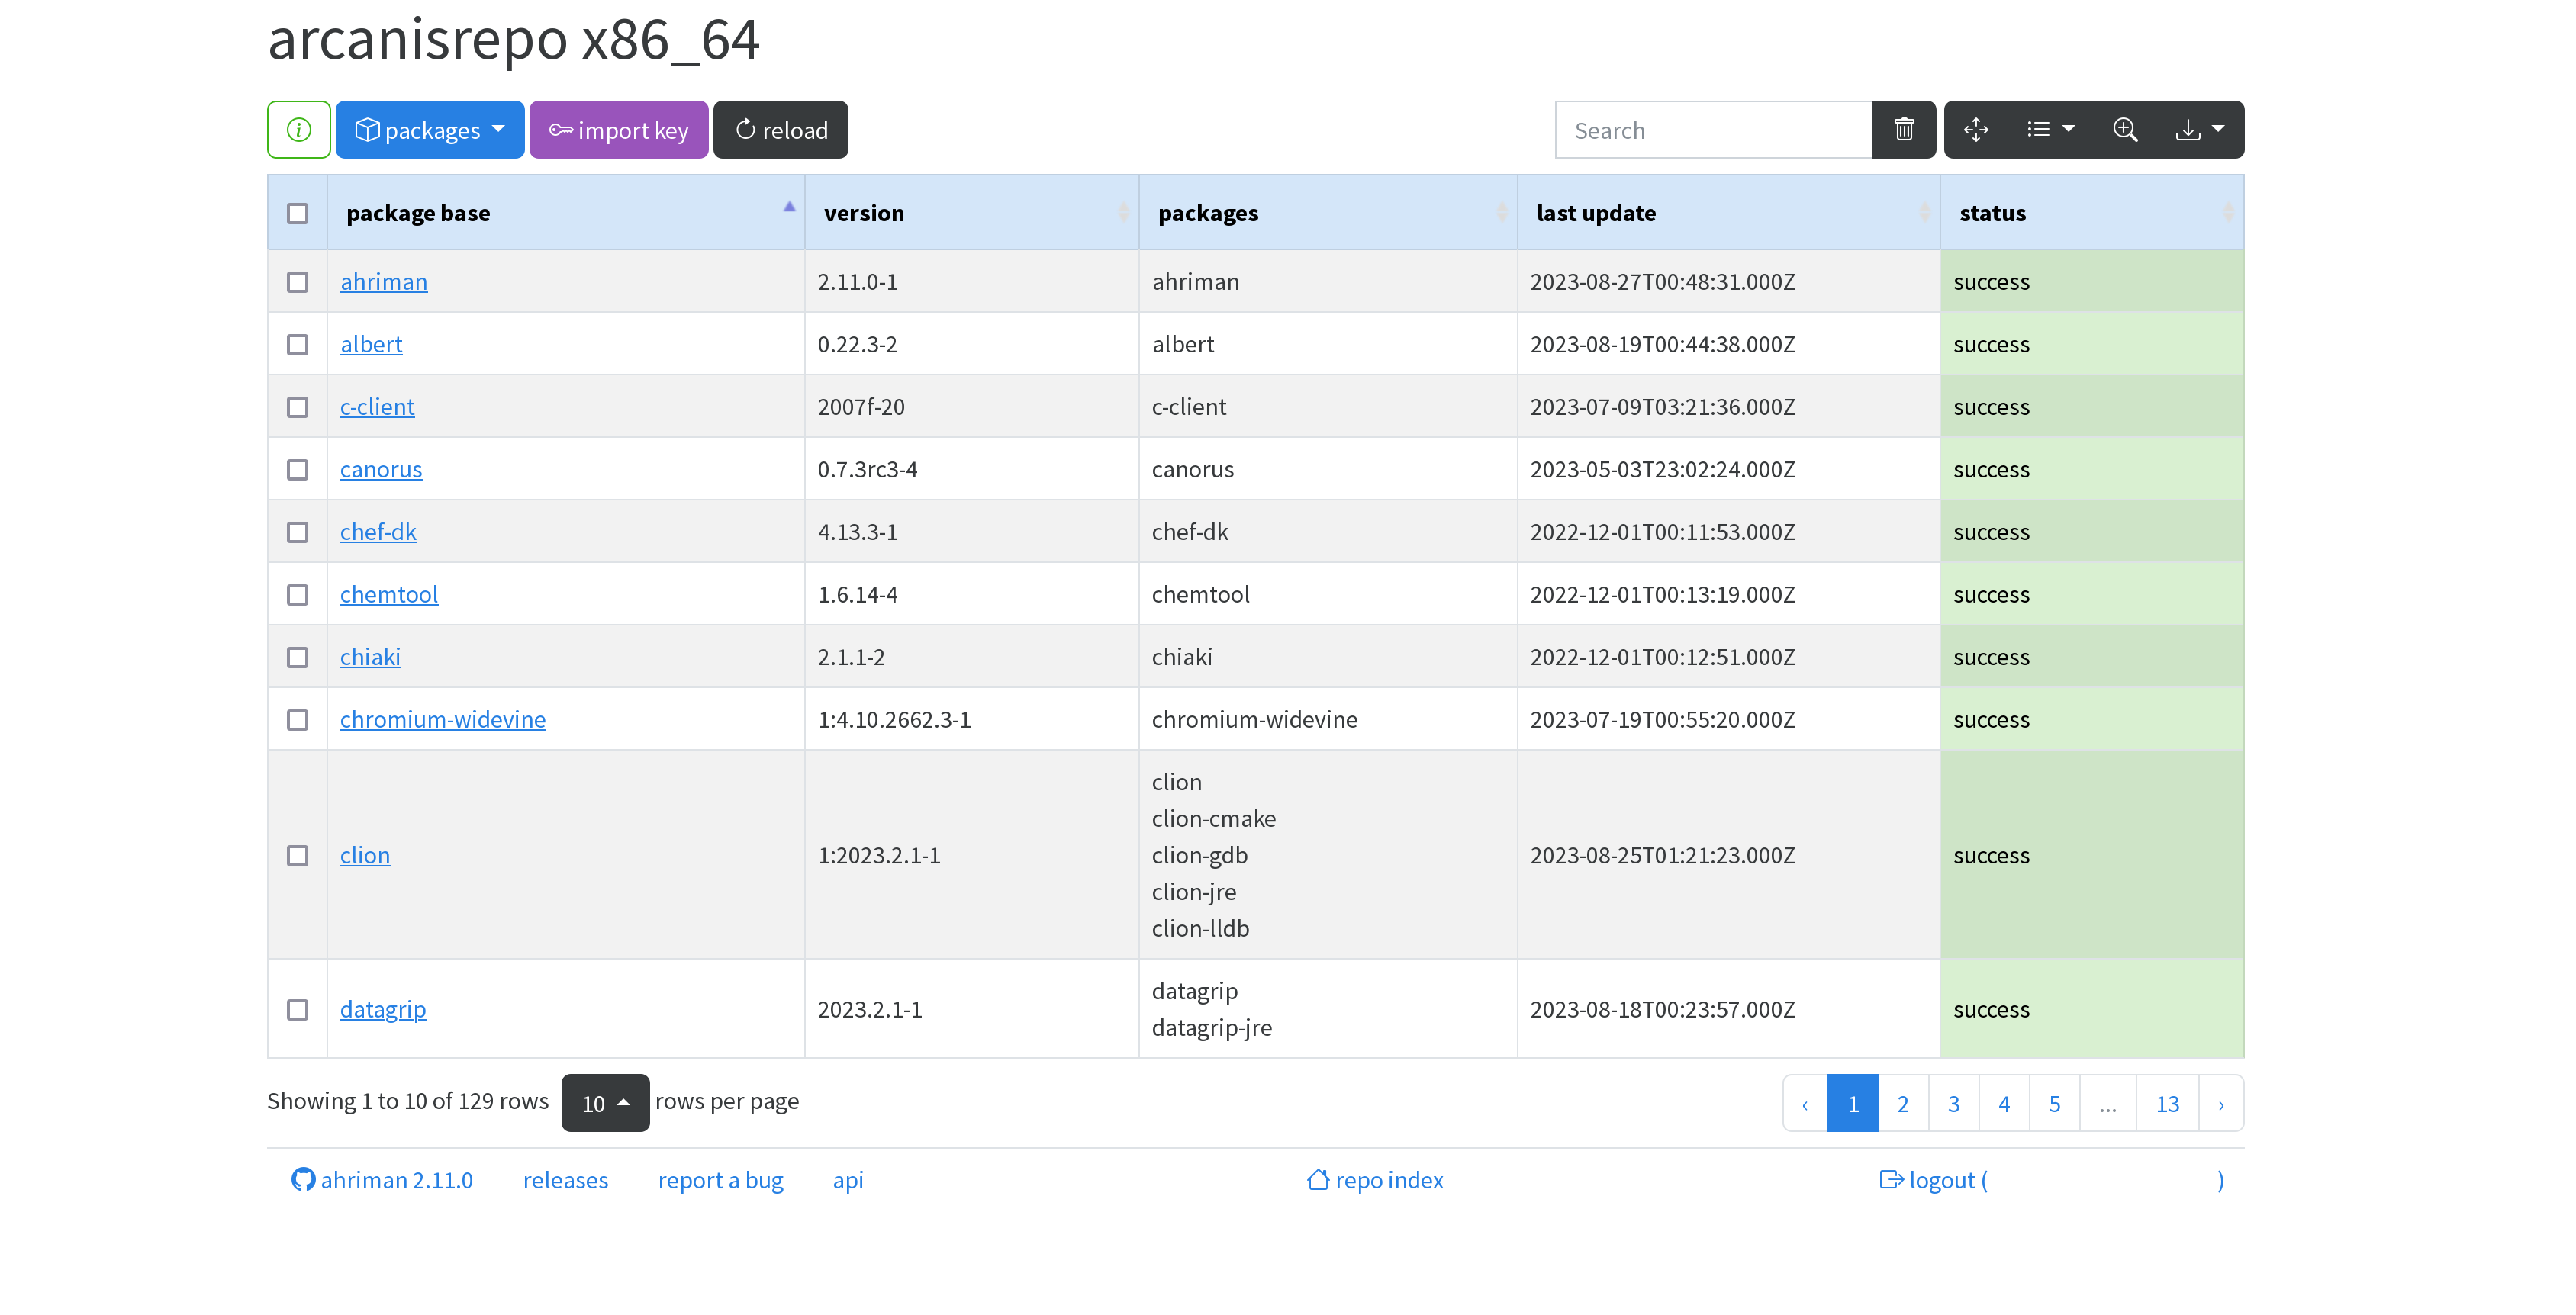 arcanisrepo x86_64
packages import key reload Search
package base version packages last update status
ahriman 2.11.0-1 ahriman 2023-08-27T00:48:31.000Z success
albert 0.22.3-2 albert 2023-08-19T00:44:38.000Z success
c-client 2007f-20 c-client 2023-07-09T03:21:36.000Z success
canorus 0.7.3rc3-4 canorus 2023-05-03T23:02:24.000Z success
chef-dk 4.13.3-1 chef-dk 2022-12-01T00:11:53.000Z success
chemtool 1.6.14-4 chemtool 2022-12-01T00:13:19.000Z success
chiaki 2.1.1-2 chiaki 2022-12-01T00:12:51.000Z success
chromium-widevine 1:4.10.2662.3-1 chromium-widevine 2023-07-19T00:55:20.000Z success
clion
clion-cmake
clion 1:2023.2.1-1 clion-gdb 2023-08-25T01:21:23.000Z success
clion-jre
clion-lldb
datagrip
datagrip 2023.2.1-1 2023-08-18T00:23:57.000Z success
datagrip-jre
Showing 1 to 10 of 129 rows 10 rows per page ‹ 1 2 3 4 5 ... 13 ›
ahriman 2.11.0 releases report a bug api repo index logout ( )